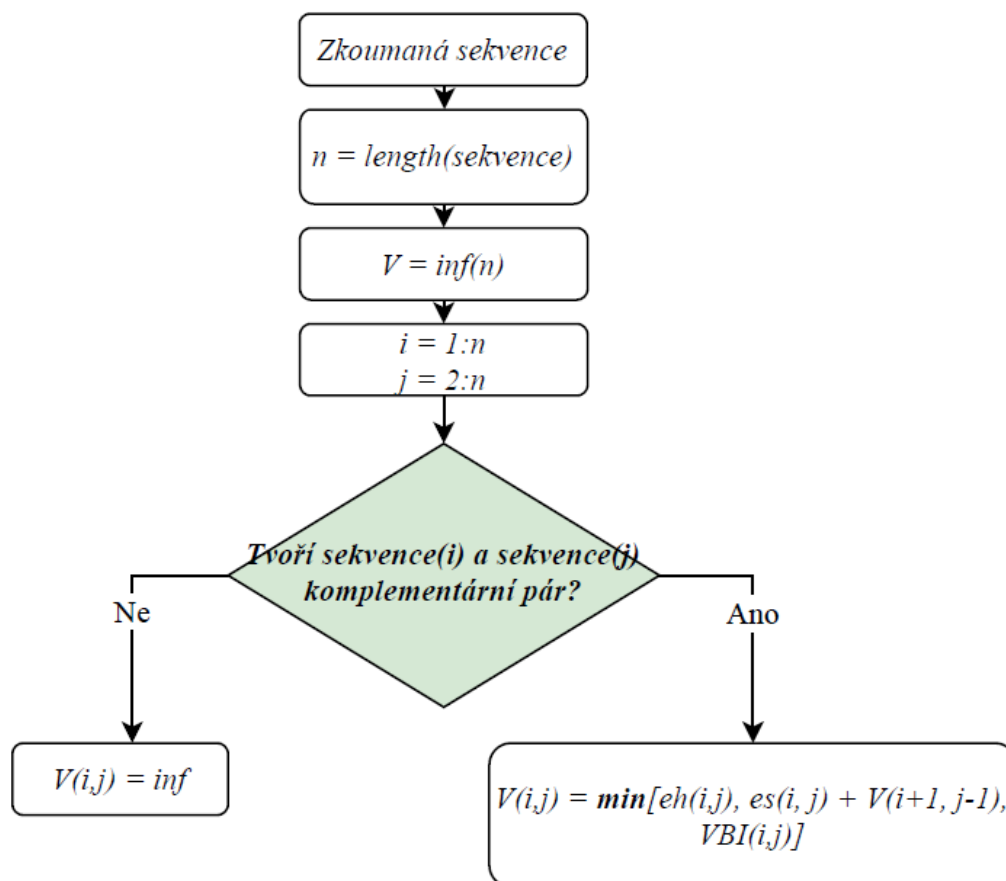 Zkoumaná sekvence
n = length(sekvence)
V = inf(n)
i = 1:n
j = 2:n
Tvoří sekvence(i) a sekvence(j)
komplementární pár?
Ne
Ano
V(i,j) = inf
V(i,j) = min[eh(i,j), es(i, j) + V(i+1, j-1),
VBI(i,j)]